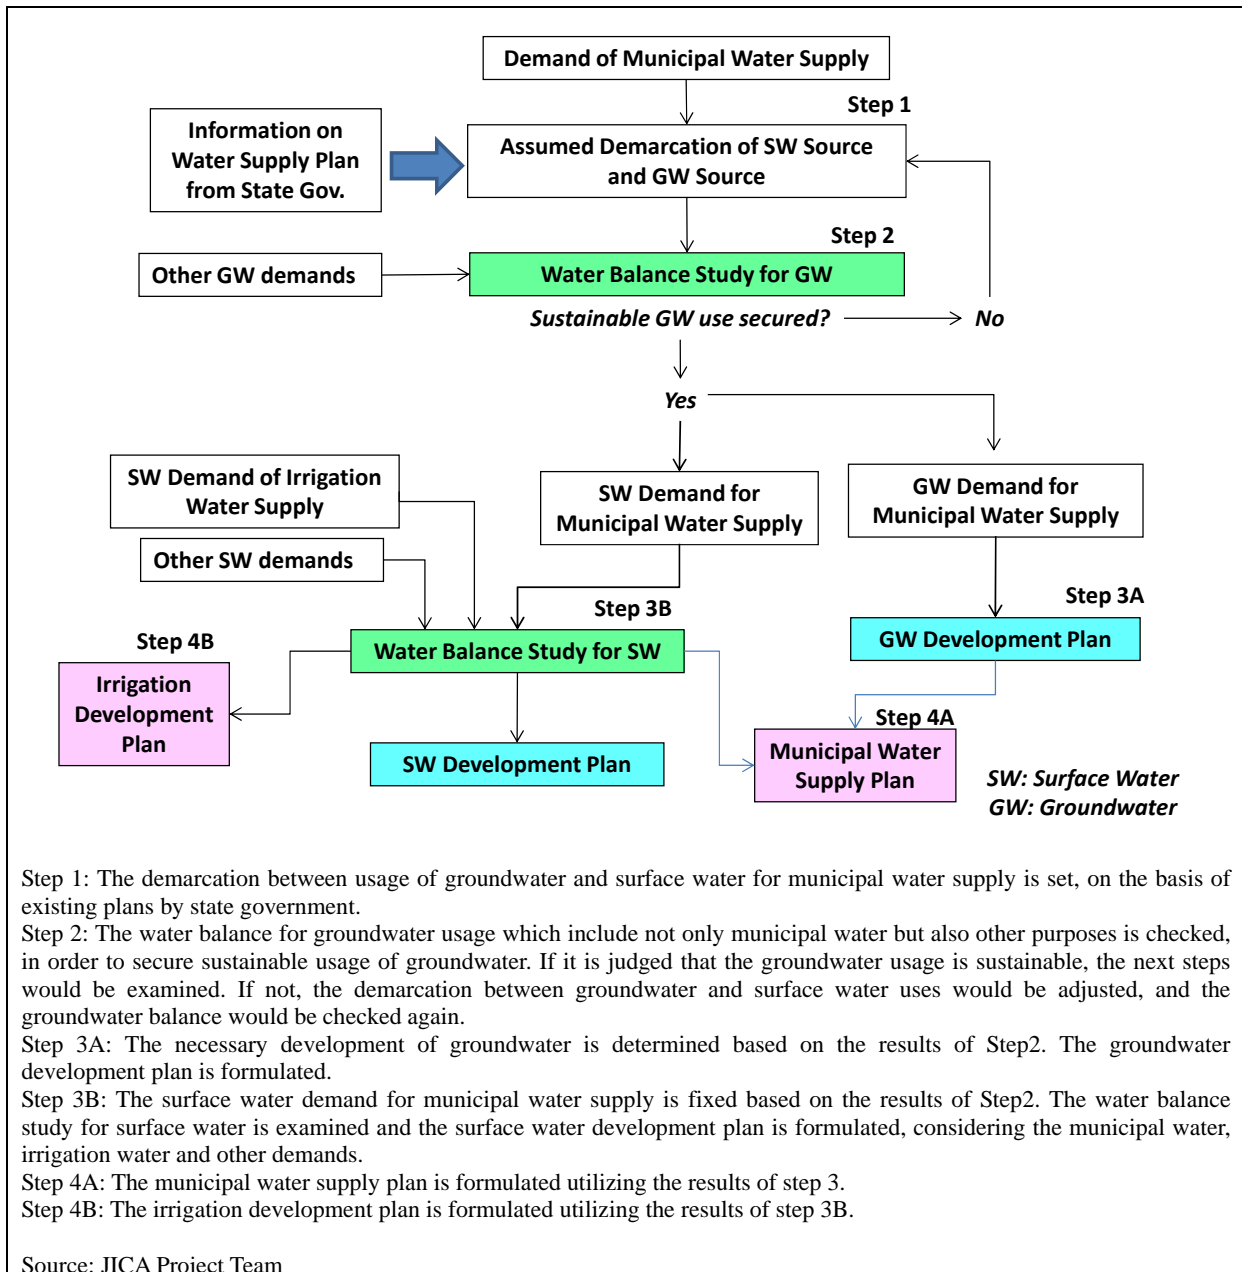 Demand of Municipal Water Supply
Step 1
Information on
Water Supply Plan
from State Gov.
Assumed Demarcation of SW Source
and GW Source
Step 2
Other GW demands
Water Balance Study for GW
Sustainable GW use secured?
No
Yes
SW Demand of Irrigation
Water Supply
SW Demand for
Municipal Water Supply
GW Demand for
Municipal Water Supply
Other SW demands
Step 3B
Step 3A
Step 4B
Water Balance Study for SW
GW Development Plan
Irrigation
Development
Plan
Step 4A
SW Development Plan
Municipal Water
Supply Plan
SW: Surface Water
GW: Groundwater
Step 1: The demarcation between usage of groundwater and surface water for municipal water supply is set, on the basis of
existing plans by state government.
Step 2: The water balance for groundwater usage which include not only municipal water but also other purposes is checked,
in order to secure sustainable usage of groundwater. If it is judged that the groundwater usage is sustainable, the next steps
would be examined. If not, the demarcation between groundwater and surface water uses would be adjusted, and the
groundwater balance would be checked again.
Step 3A: The necessary development of groundwater is determined based on the results of Step2. The groundwater
development plan is formulated.
Step 3B: The surface water demand for municipal water supply is fixed based on the results of Step2. The water balance
study for surface water is examined and the surface water development plan is formulated, considering the municipal water,
irrigation water and other demands.
Step 4A: The municipal water supply plan is formulated utilizing the results of step 3.
Step 4B: The irrigation development plan is formulated utilizing the results of step 3B.
Source: JICA Project Team